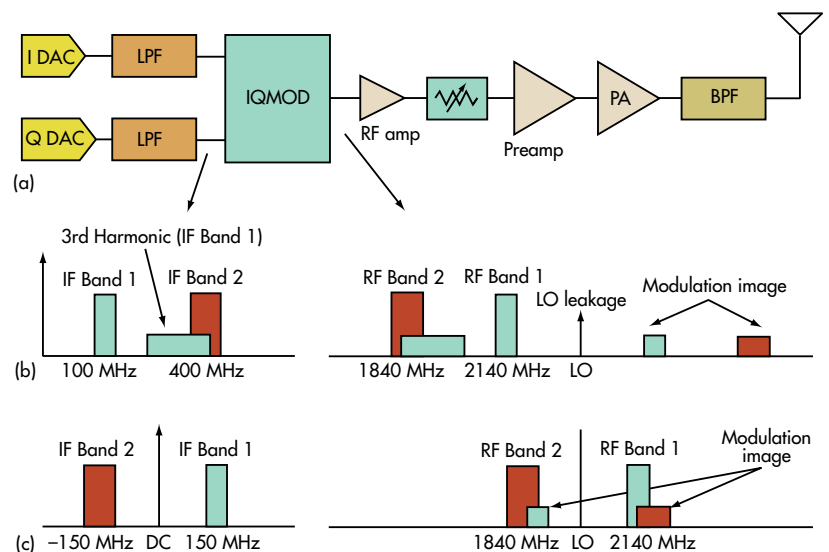 I DAC
LPF
IQMOD
RF amp
Preamp
PA
BPF
Q DAC
LPF
(a)
3rd Harmonic (IF Band 1)
IF Band 1
IF Band 2
100 MHz
400 MHz
RF Band 2
RF Band 1
LO leakage
Modulation image
1840 MHz
2140 MHz
LO
(b)
IF Band 2
IF Band 1
−150 MHz
DC
150 MHz
RF Band 2
RF Band 1
Modulation
image
1840 MHz
LO
2140 MHz
(c)